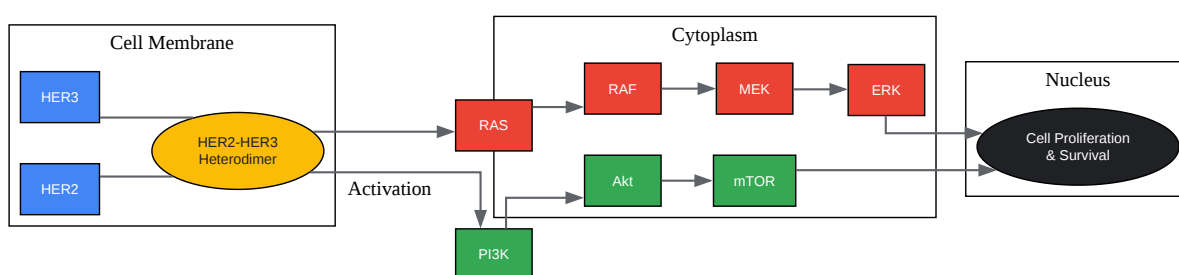 Cell Membrane
HER3
HER2
HER2-HER3
Heterodimer
Activation
RAS
PI3K
Cytoplasm
RAF
MEK
ERK
Akt
mTOR
Nucleus
Cell Proliferation
& Survival